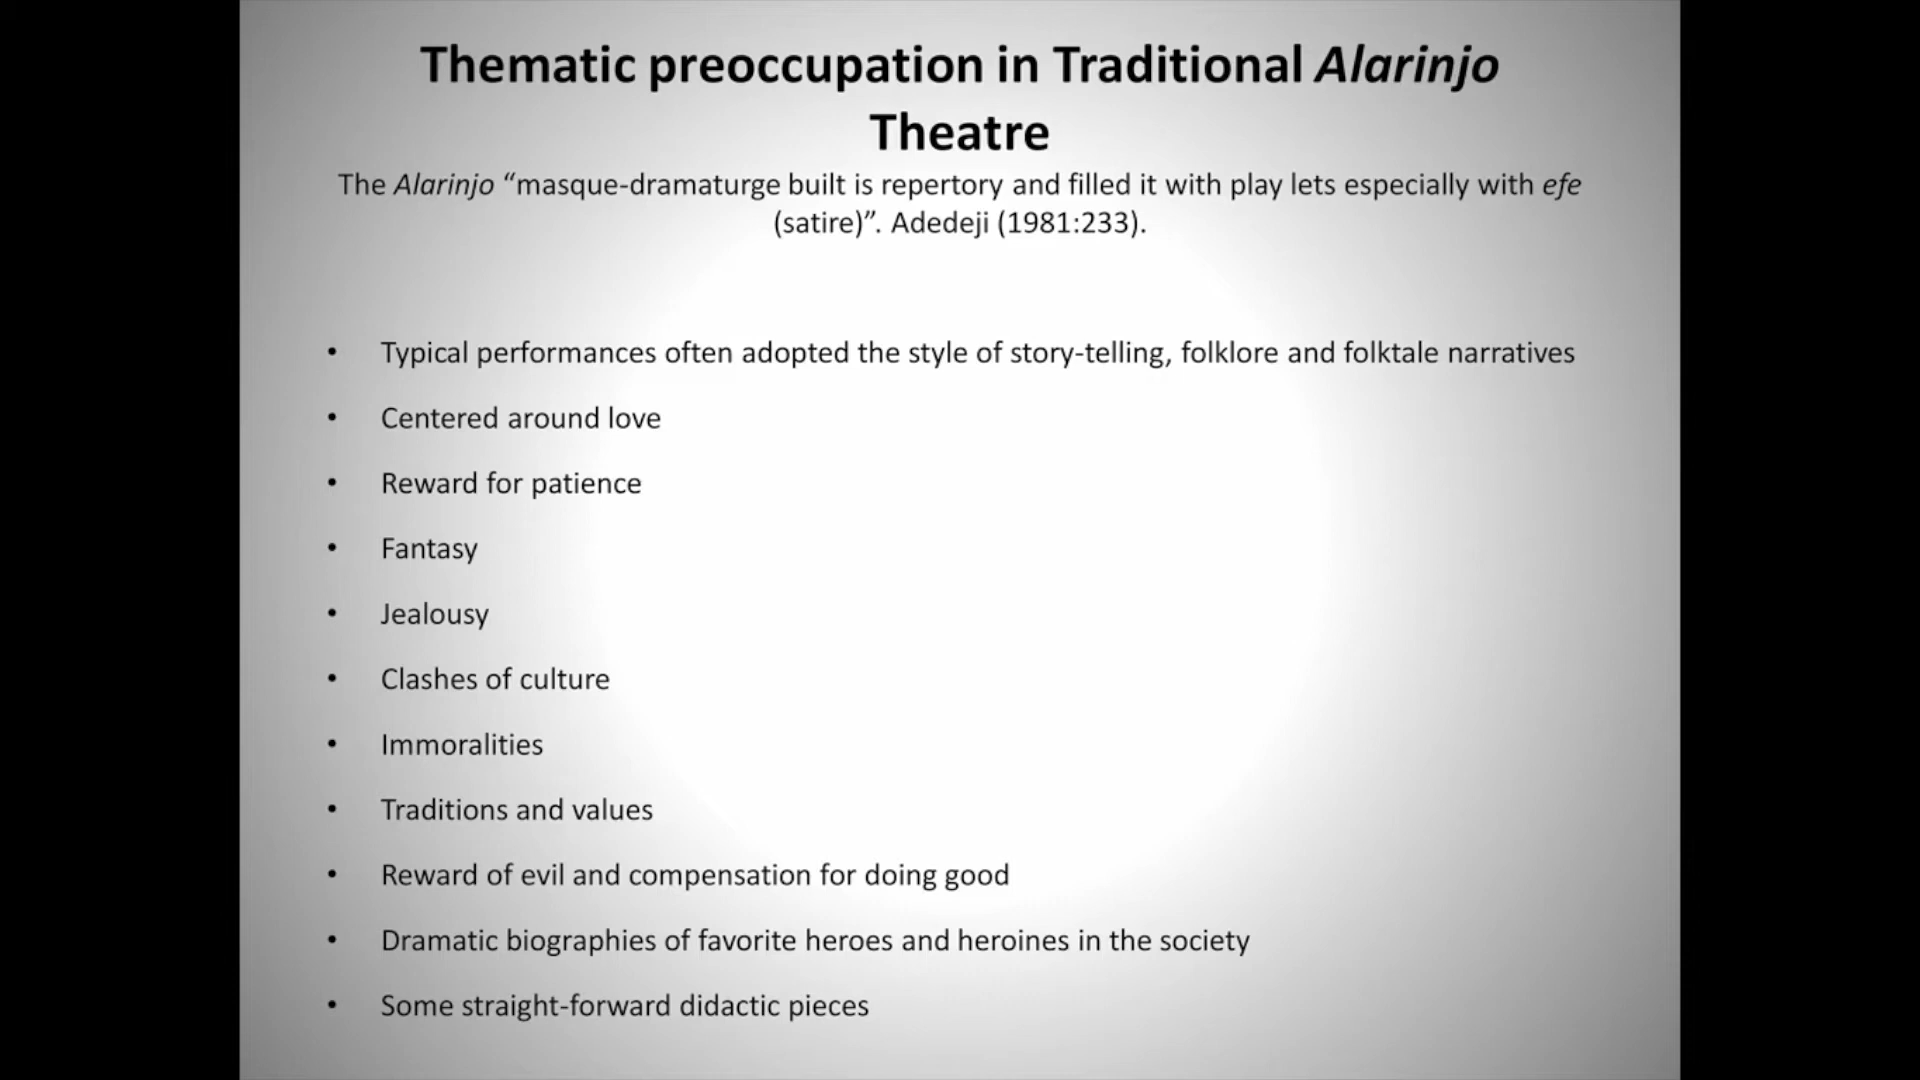 Thematic preoccupation in Traditional Alarinjo
Theatre
The Alarinjo “masque-dramaturge built is repertory and filled it with play lets especially with efe
(satire)”. Adedeji (1981:233).
• Typical performances often adopted the style of story-telling, folklore and folktale narratives
• Centered around love
• Reward for patience
• Fantasy
• Jealousy
• Clashes of culture
• Immoralities
• Traditions and values
• Reward of evil and compensation for doing good
• Dramatic biographies of favorite heroes and heroines in the society
• Some straight-forward didactic pieces